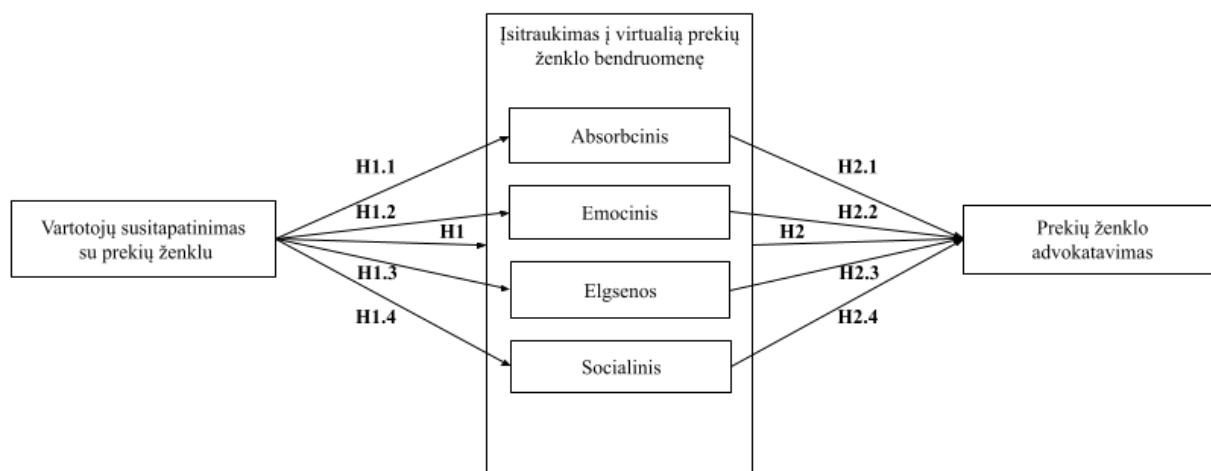 Įsitraukimas į virtualią prekių
ženklo bendruomenę
Absorbcinis
H1.1
H2.1
Emocinis
H1.2
H2.2
Vartotojų susitapatinimas
su prekių ženklu
H1
H2
Prekių ženklo
advokatavimas
H1.3
H2.3
Elgsenos
H1.4
H2.4
Socialinis